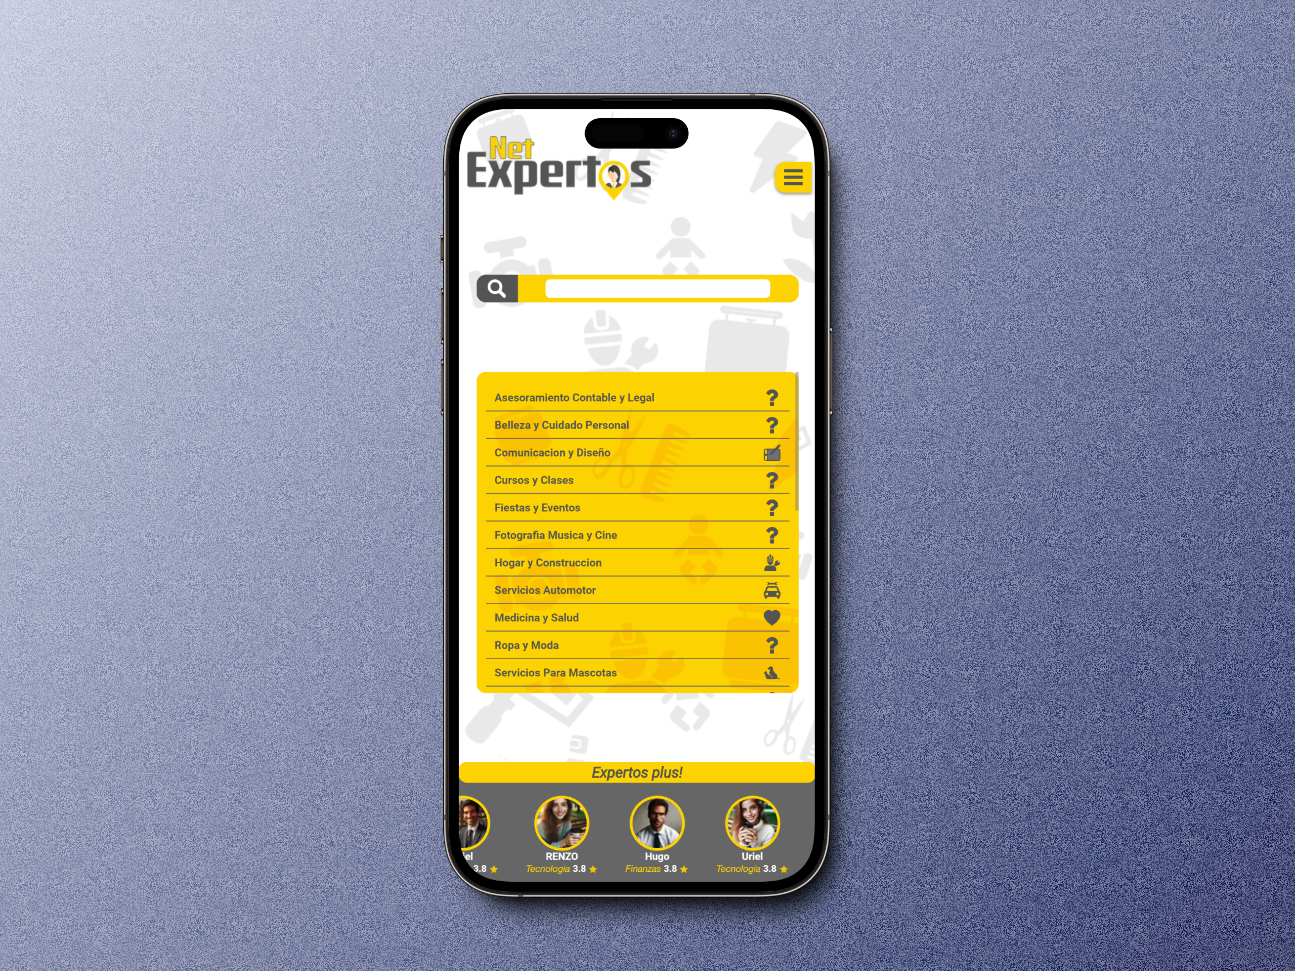 Net
Expertos
Asesoramiento Contable y Legal
Belleza y Cuidado Personal
Comunicacion y Diseño
Cursos y Clases
Fiestas y Eventos
Fotografia Musica y Cine
Hogar y Construccion
Servicios Automotor
Medicina y Salud
Ropa y Moda
Servicios Para Mascotas
Expertos plus!
iel RENZO Hugo Uriel
3.8 Tecnologia 3.8 Finanzas 3.8 Tecnologia 3.8